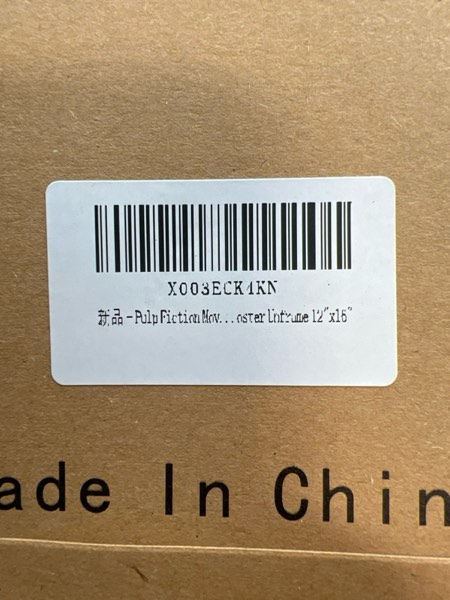 X003ECK4KN
新品 - Pulp Fiction Mov...oster Unframe 12"x16"
ade In Chin